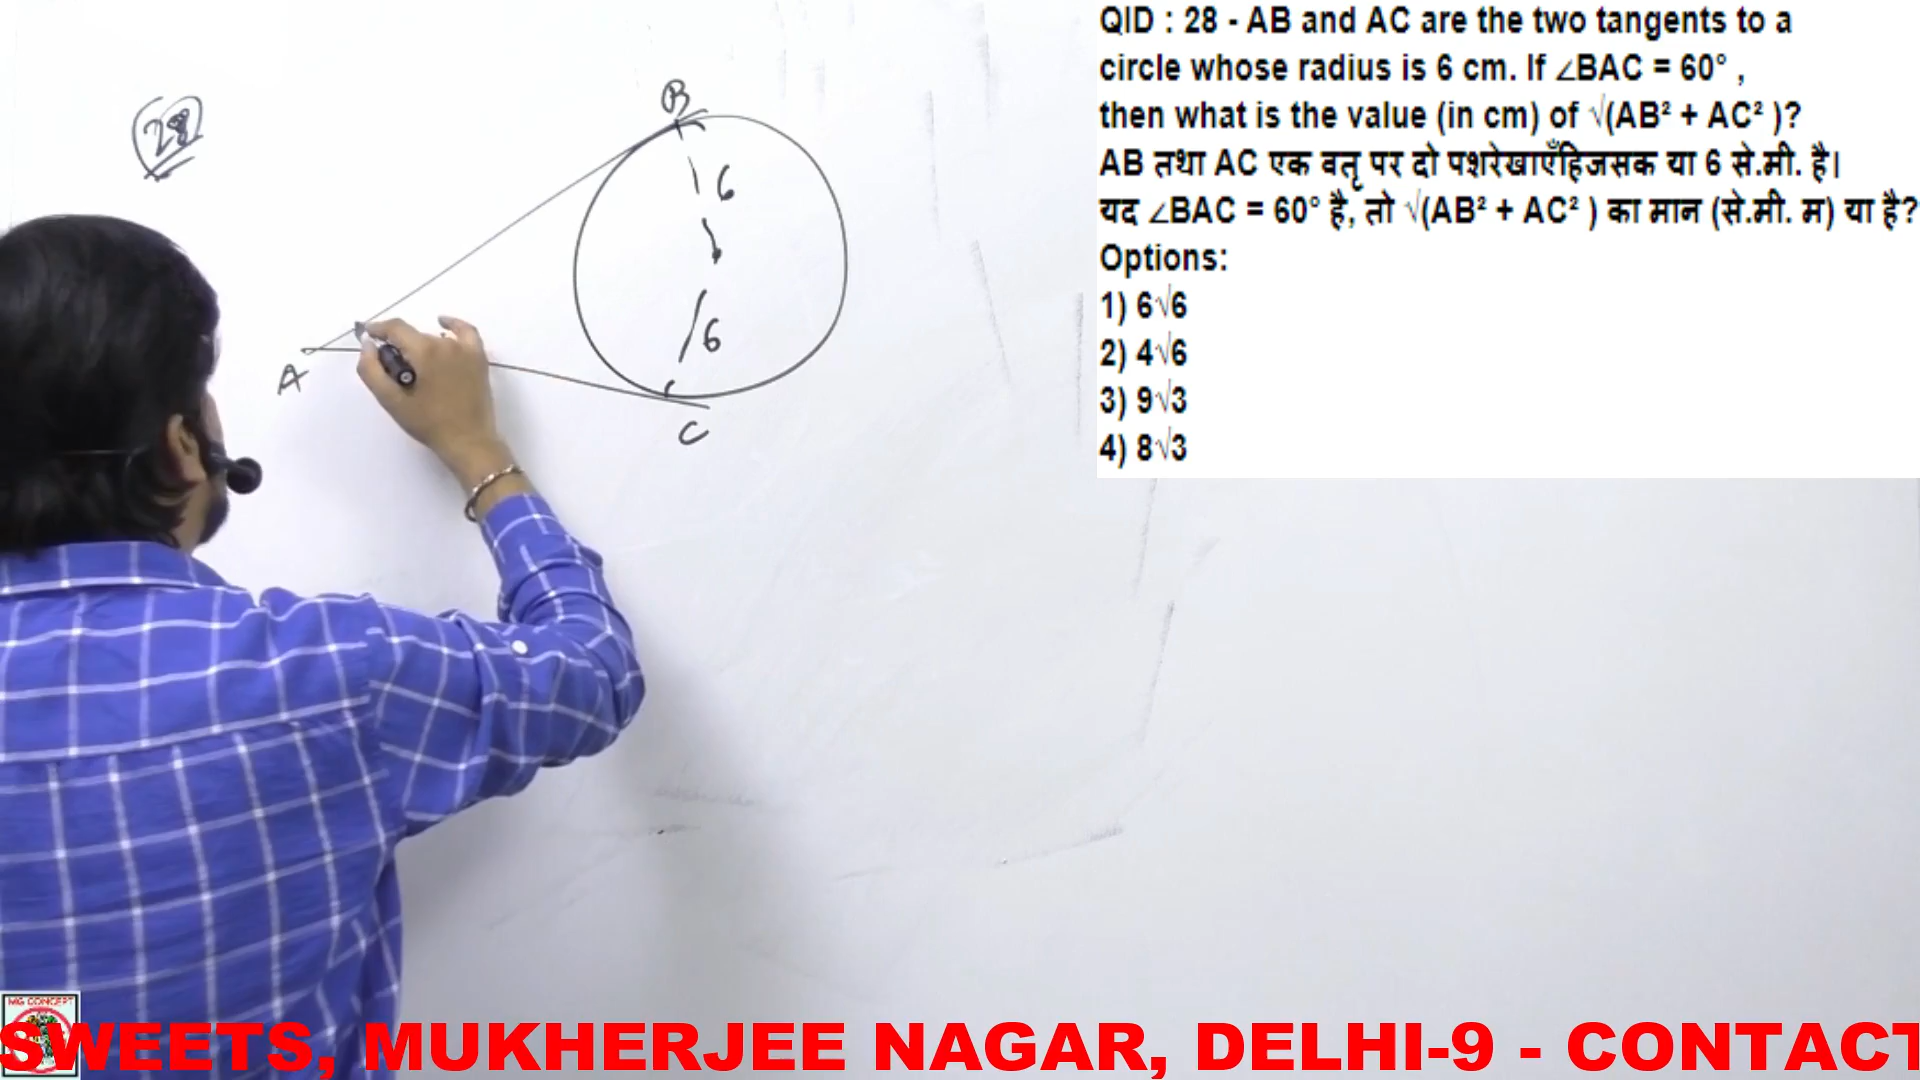 QID : 28 - AB and AC are the two tangents to a
circle whose radius is 6 cm. If ∠BAC = 60° ,
then what is the value (in cm) of √(AB² + AC² )?
AB तथा AC एक वतृ पर दो पशरेखाएँहिजसक या 6 से.मी. है।
यद ∠BAC = 60° है, तो √(AB² + AC² ) का मान (से.मी. म) या है?
Options:
1) 6√6
2) 4√6
3) 9√3
4) 8√3
28
B
6
6
A
C
MG CONCEPT
SWEETS, MUKHERJEE NAGAR, DELHI-9 - CONTACT